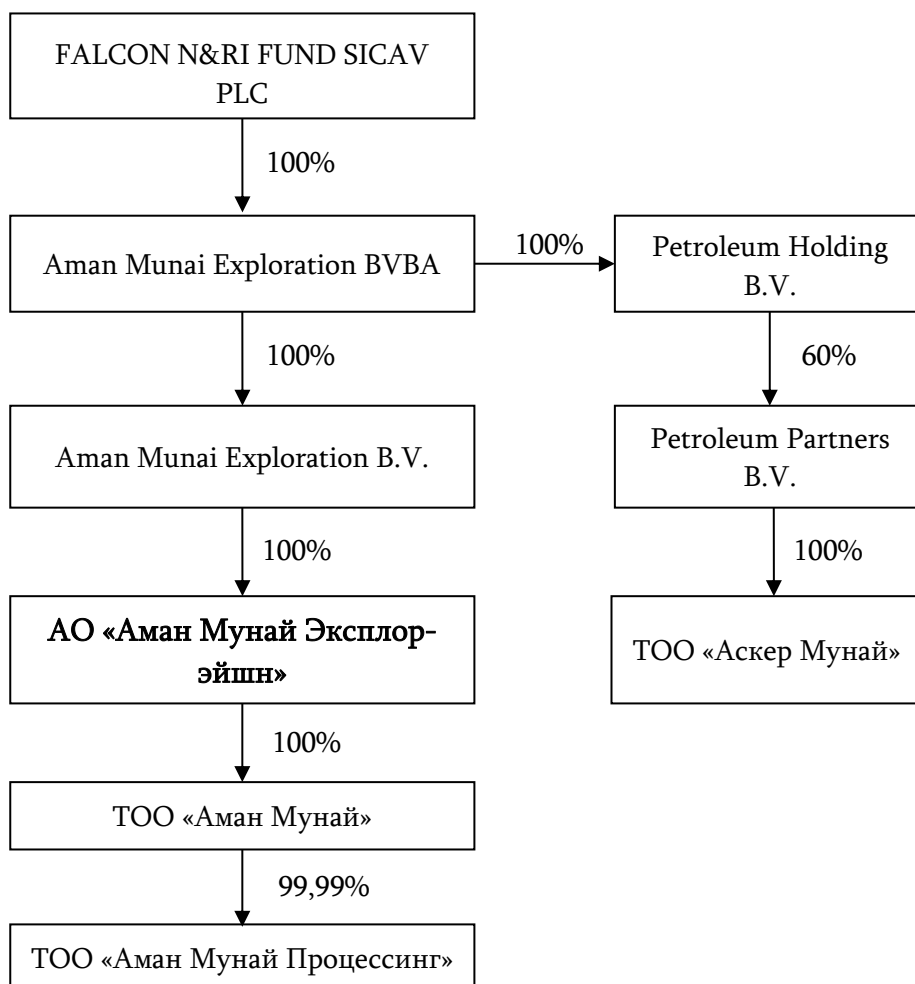 FALCON N&RI FUND SICAV
PLC
100%
Aman Munai Exploration BVBA
100%
Petroleum Holding
B.V.
100%
60%
Aman Munai Exploration B.V.
Petroleum Partners
B.V.
100%
100%
АО «Аман Мунай Эксплор-
эйшн»
ТОО «Аскер Мунай»
100%
ТОО «Аман Мунай»
99,99%
ТОО «Аман Мунай Процессинг»